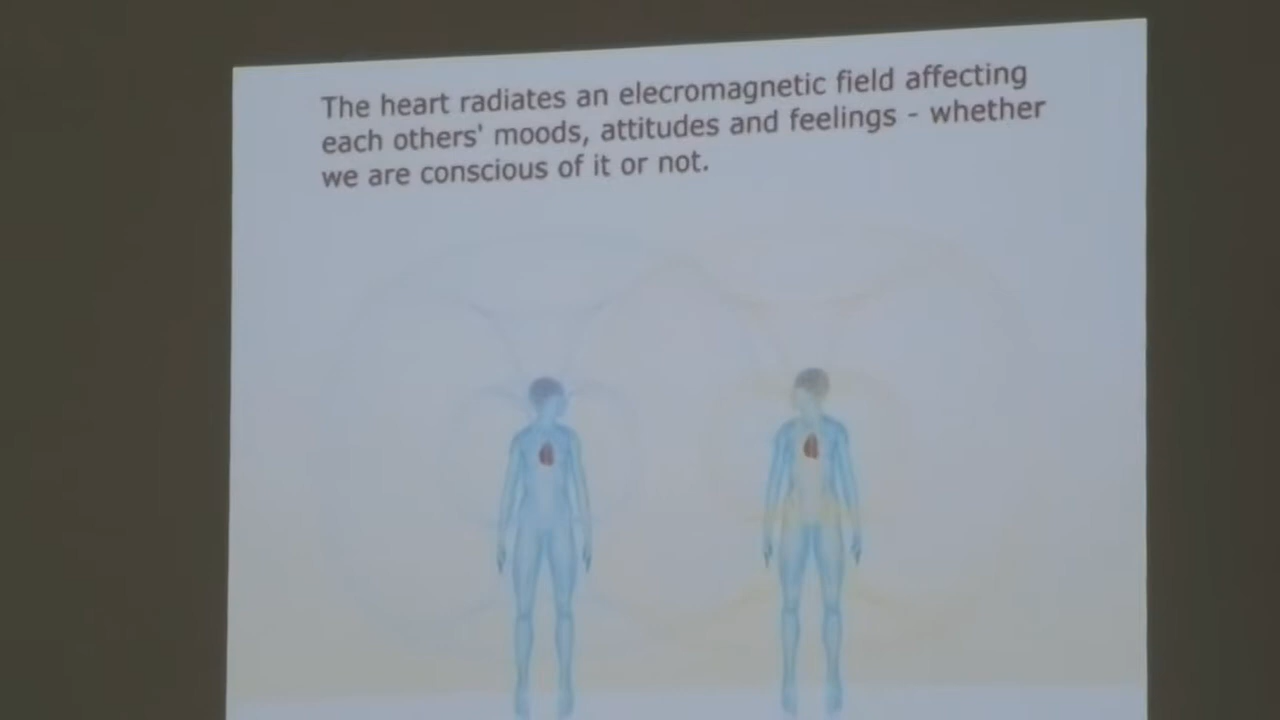 The heart radiates an elecromagnetic field affecting
each others' moods, attitudes and feelings - whether
we are conscious of it or not.